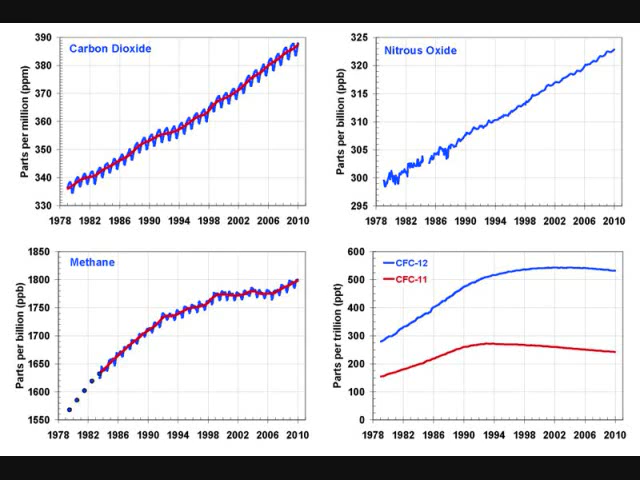 Carbon Dioxide
Parts per million (ppm)
390
380
370
360
350
340
330
1978 1982 1986 1990 1994 1998 2002 2006 2010
Nitrous Oxide
Parts per billion (ppb)
325
320
315
310
305
300
295
1978 1982 1986 1990 1994 1998 2002 2006 2010
Methane
Parts per billion (ppb)
1850
1800
1750
1700
1650
1600
1550
1978 1982 1986 1990 1994 1998 2002 2006 2010
CFC-12
CFC-11
Parts per trillion (ppt)
600
500
400
300
200
100
0
1978 1982 1986 1990 1994 1998 2002 2006 2010